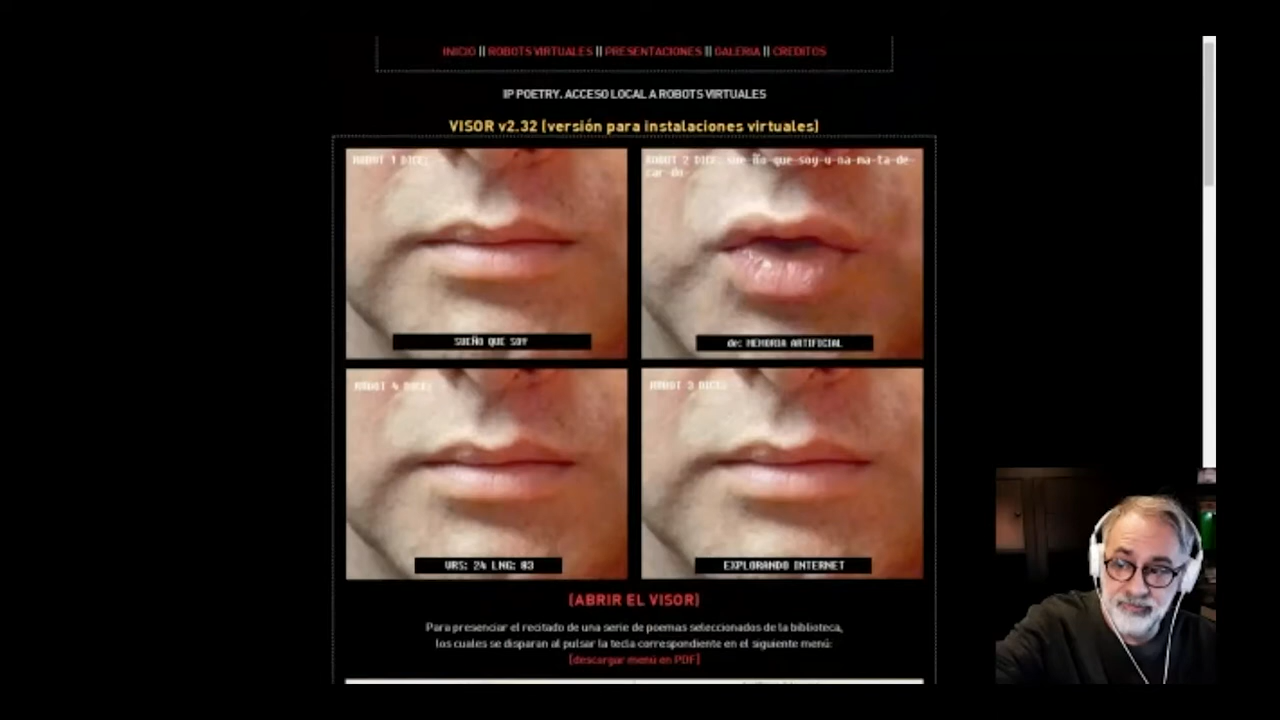 INICIO || ROBOTS VIRTUALES || PRESENTACIONES || GALERIA || CREDITOS
IP POETRY. ACCESO LOCAL A ROBOTS VIRTUALES
VISOR v2.32 (versión para instalaciones virtuales)
ROBOT 1 DICE:
ROBOT 2 DICE: sue-ño-que-soy-u-na-ma-ta-de-
car-do-
SUEÑO QUE SOY
de: MEMORIA ARTIFICIAL
ROBOT 4 DICE:
ROBOT 3 DICE:
VRS: 24 LNG: 03
EXPLORANDO INTERNET
(ABRIR EL VISOR)
Para presenciar el recitado de una serie de poemas seleccionados de la biblioteca,
los cuales se disparan al pulsar la tecla correspondiente en el siguiente menú:
(descargar menú en PDF)